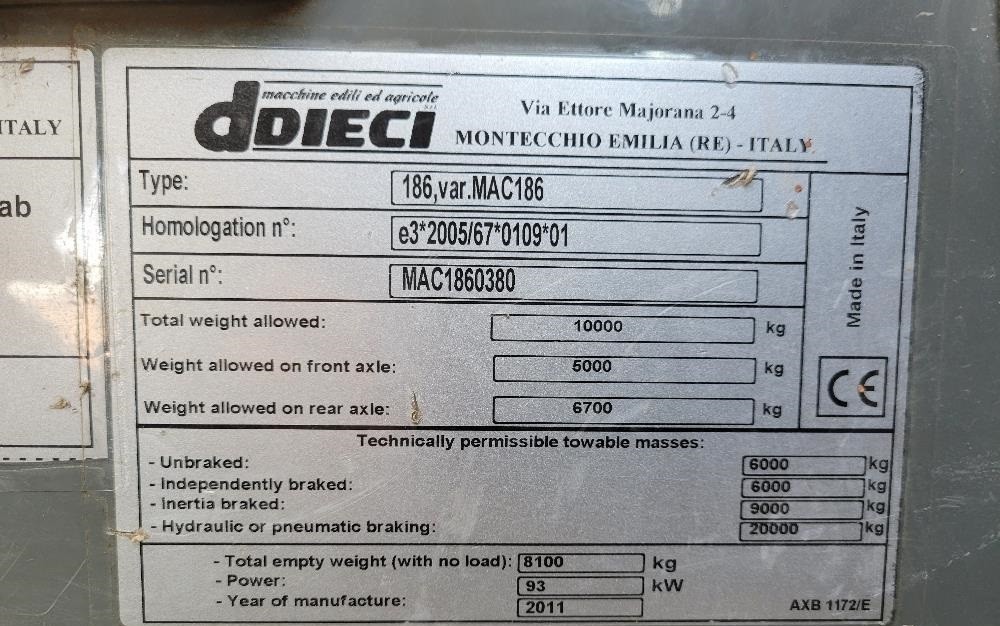 ITALY
ab
macchine edili ed agricole
dDIECI
Via Ettore Majorana 2-4
MONTECCHIO EMILIA (RE) - ITALY
Type: 186,var.MAC186
Homologation n°: e3*2005/67*0109*01
Serial n°: MAC1860380
Made in Italy
Total weight allowed: 10000 kg
Weight allowed on front axle: 5000 kg
Weight allowed on rear axle: 6700 kg
CE
Technically permissible towable masses:
- Unbraked: 6000 kg
- Independently braked: 6000 kg
- Inertia braked: 9000 kg
- Hydraulic or pneumatic braking: 20000 kg
- Total empty weight (with no load): 8100 kg
- Power: 93 kW
- Year of manufacture: 2011
AXB 1172/E